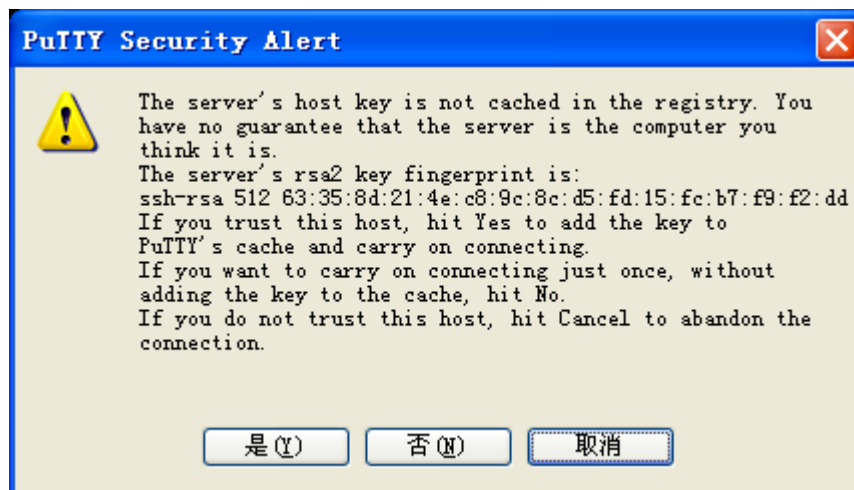 PuTTY Security Alert
The server's host key is not cached in the registry. You
have no guarantee that the server is the computer you
think it is.
The server's rsa2 key fingerprint is:
ssh-rsa 512 63:35:8d:21:4e:c8:9c:8c:d5:fd:15:fc:b7:f9:f2:dd
If you trust this host, hit Yes to add the key to
PuTTY's cache and carry on connecting.
If you want to carry on connecting just once, without
adding the key to the cache, hit No.
If you do not trust this host, hit Cancel to abandon the
connection.
是(Y) 否(N) 取消